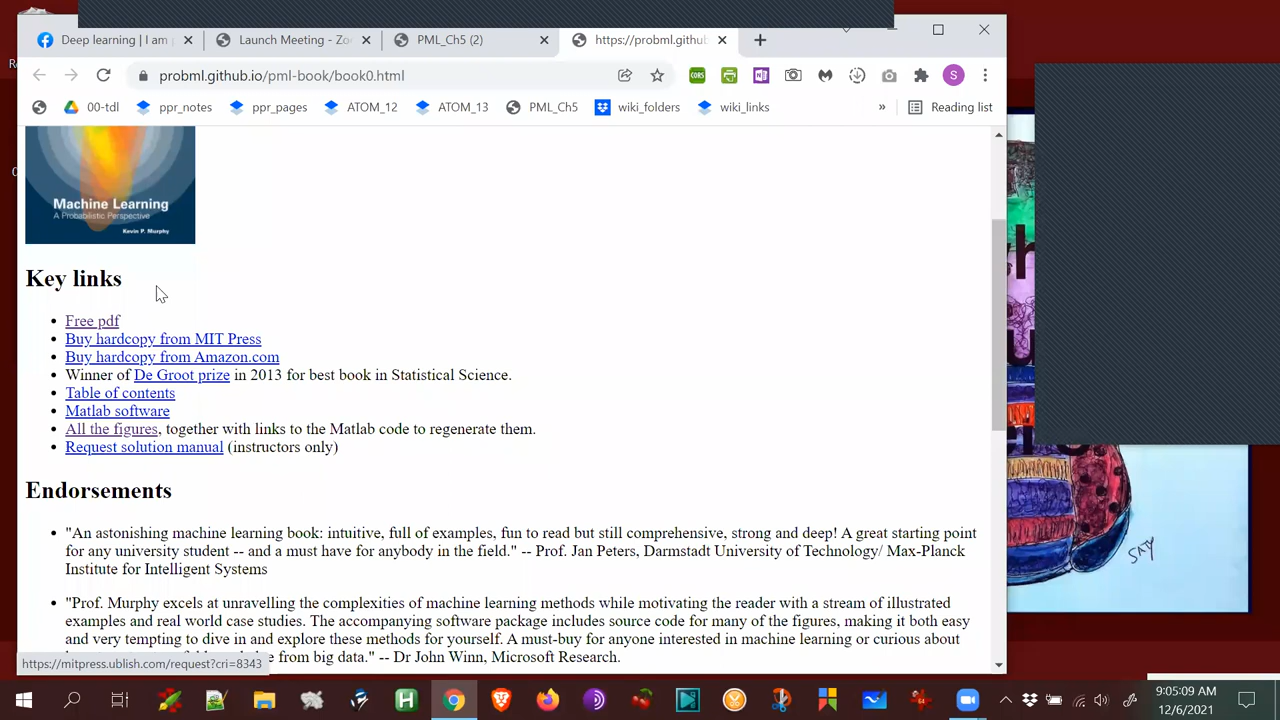 Deep learning | I am p
Launch Meeting - Zoo
PML_Ch5 (2)
https://probml.github
probml.github.io/pml-book/book0.html
CORS
S
00-tdl
ppr_notes
ppr_pages
ATOM_12
ATOM_13
PML_Ch5
wiki_folders
wiki_links
»
Reading list
Machine Learning
A Probabilistic Perspective
Kevin P. Murphy
Key links
• Free pdf
• Buy hardcopy from MIT Press
• Buy hardcopy from Amazon.com
• Winner of De Groot prize in 2013 for best book in Statistical Science.
• Table of contents
• Matlab software
• All the figures, together with links to the Matlab code to regenerate them.
• Request solution manual (instructors only)
Endorsements
• "An astonishing machine learning book: intuitive, full of examples, fun to read but still comprehensive, strong and deep! A great starting point
for any university student -- and a must have for anybody in the field." -- Prof. Jan Peters, Darmstadt University of Technology/ Max-Planck
Institute for Intelligent Systems
• "Prof. Murphy excels at unravelling the complexities of machine learning methods while motivating the reader with a stream of illustrated
examples and real world case studies. The accompanying software package includes source code for many of the figures, making it both easy
and very tempting to dive in and explore these methods for yourself. A must-buy for anyone interested in machine learning or curious about
e from big data." -- Dr John Winn, Microsoft Research.
https://mitpress.ublish.com/request?cri=8343
SAY
9:05:09 AM
12/6/2021